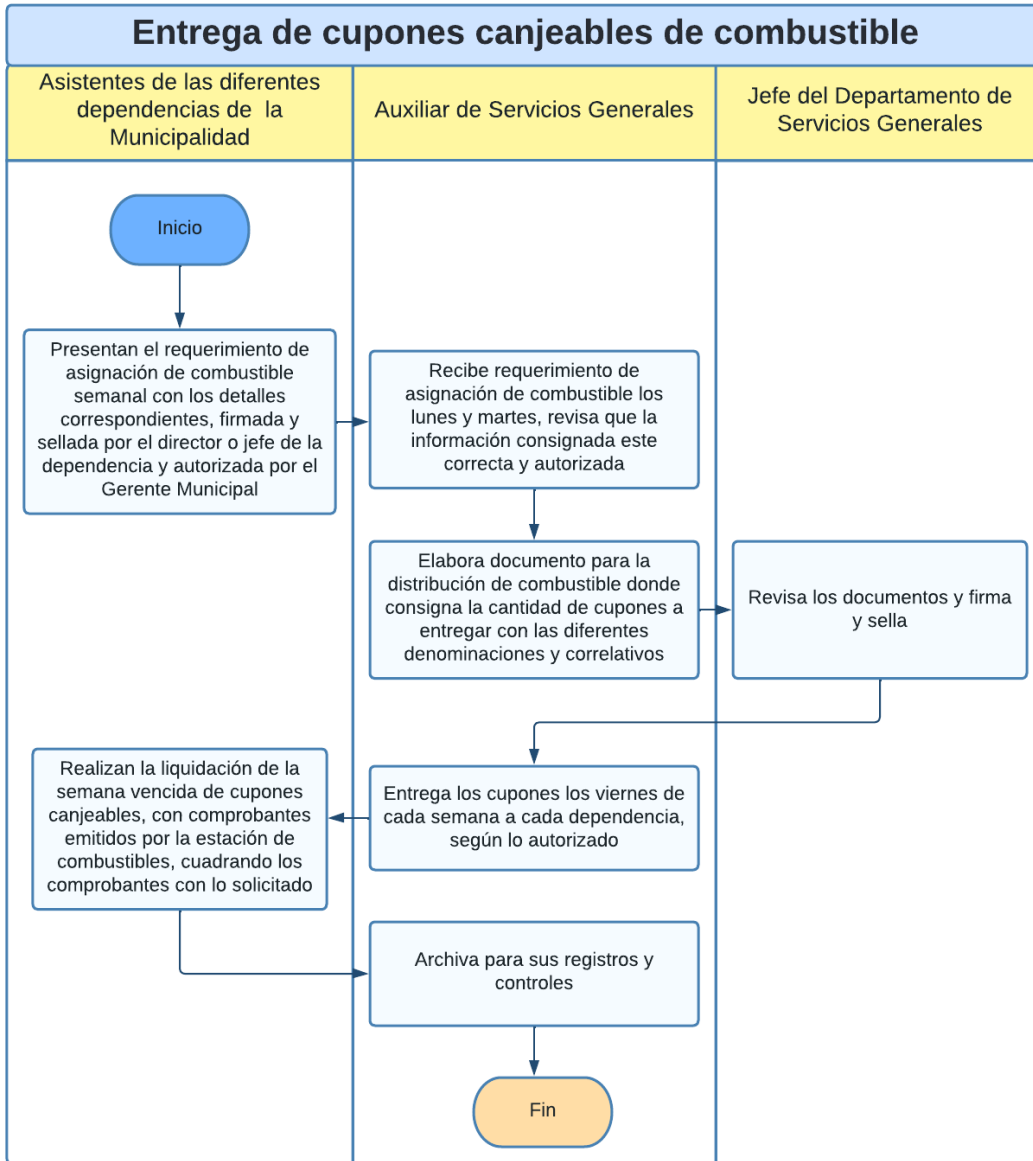 Entrega de cupones canjeables de combustible
Asistentes de las diferentes
dependencias de la
Municipalidad
Auxiliar de Servicios Generales
Jefe del Departamento de
Servicios Generales
Inicio
Presentan el requerimiento de
asignación de combustible
semanal con los detalles
correspondientes, firmada y
sellada por el director o jefe de la
dependencia y autorizada por el
Gerente Municipal
Recibe requerimiento de
asignación de combustible los
lunes y martes, revisa que la
información consignada este
correcta y autorizada
Elabora documento para la
distribución de combustible donde
consigna la cantidad de cupones a
entregar con las diferentes
denominaciones y correlativos
Revisa los documentos y firma
y sella
Entrega los cupones los viernes de
cada semana a cada dependencia,
según lo autorizado
Realizan la liquidación de la
semana vencida de cupones
canjeables, con comprobantes
emitidos por la estación de
combustibles, cuadrando los
comprobantes con lo solicitado
Archiva para sus registros y
controles
Fin